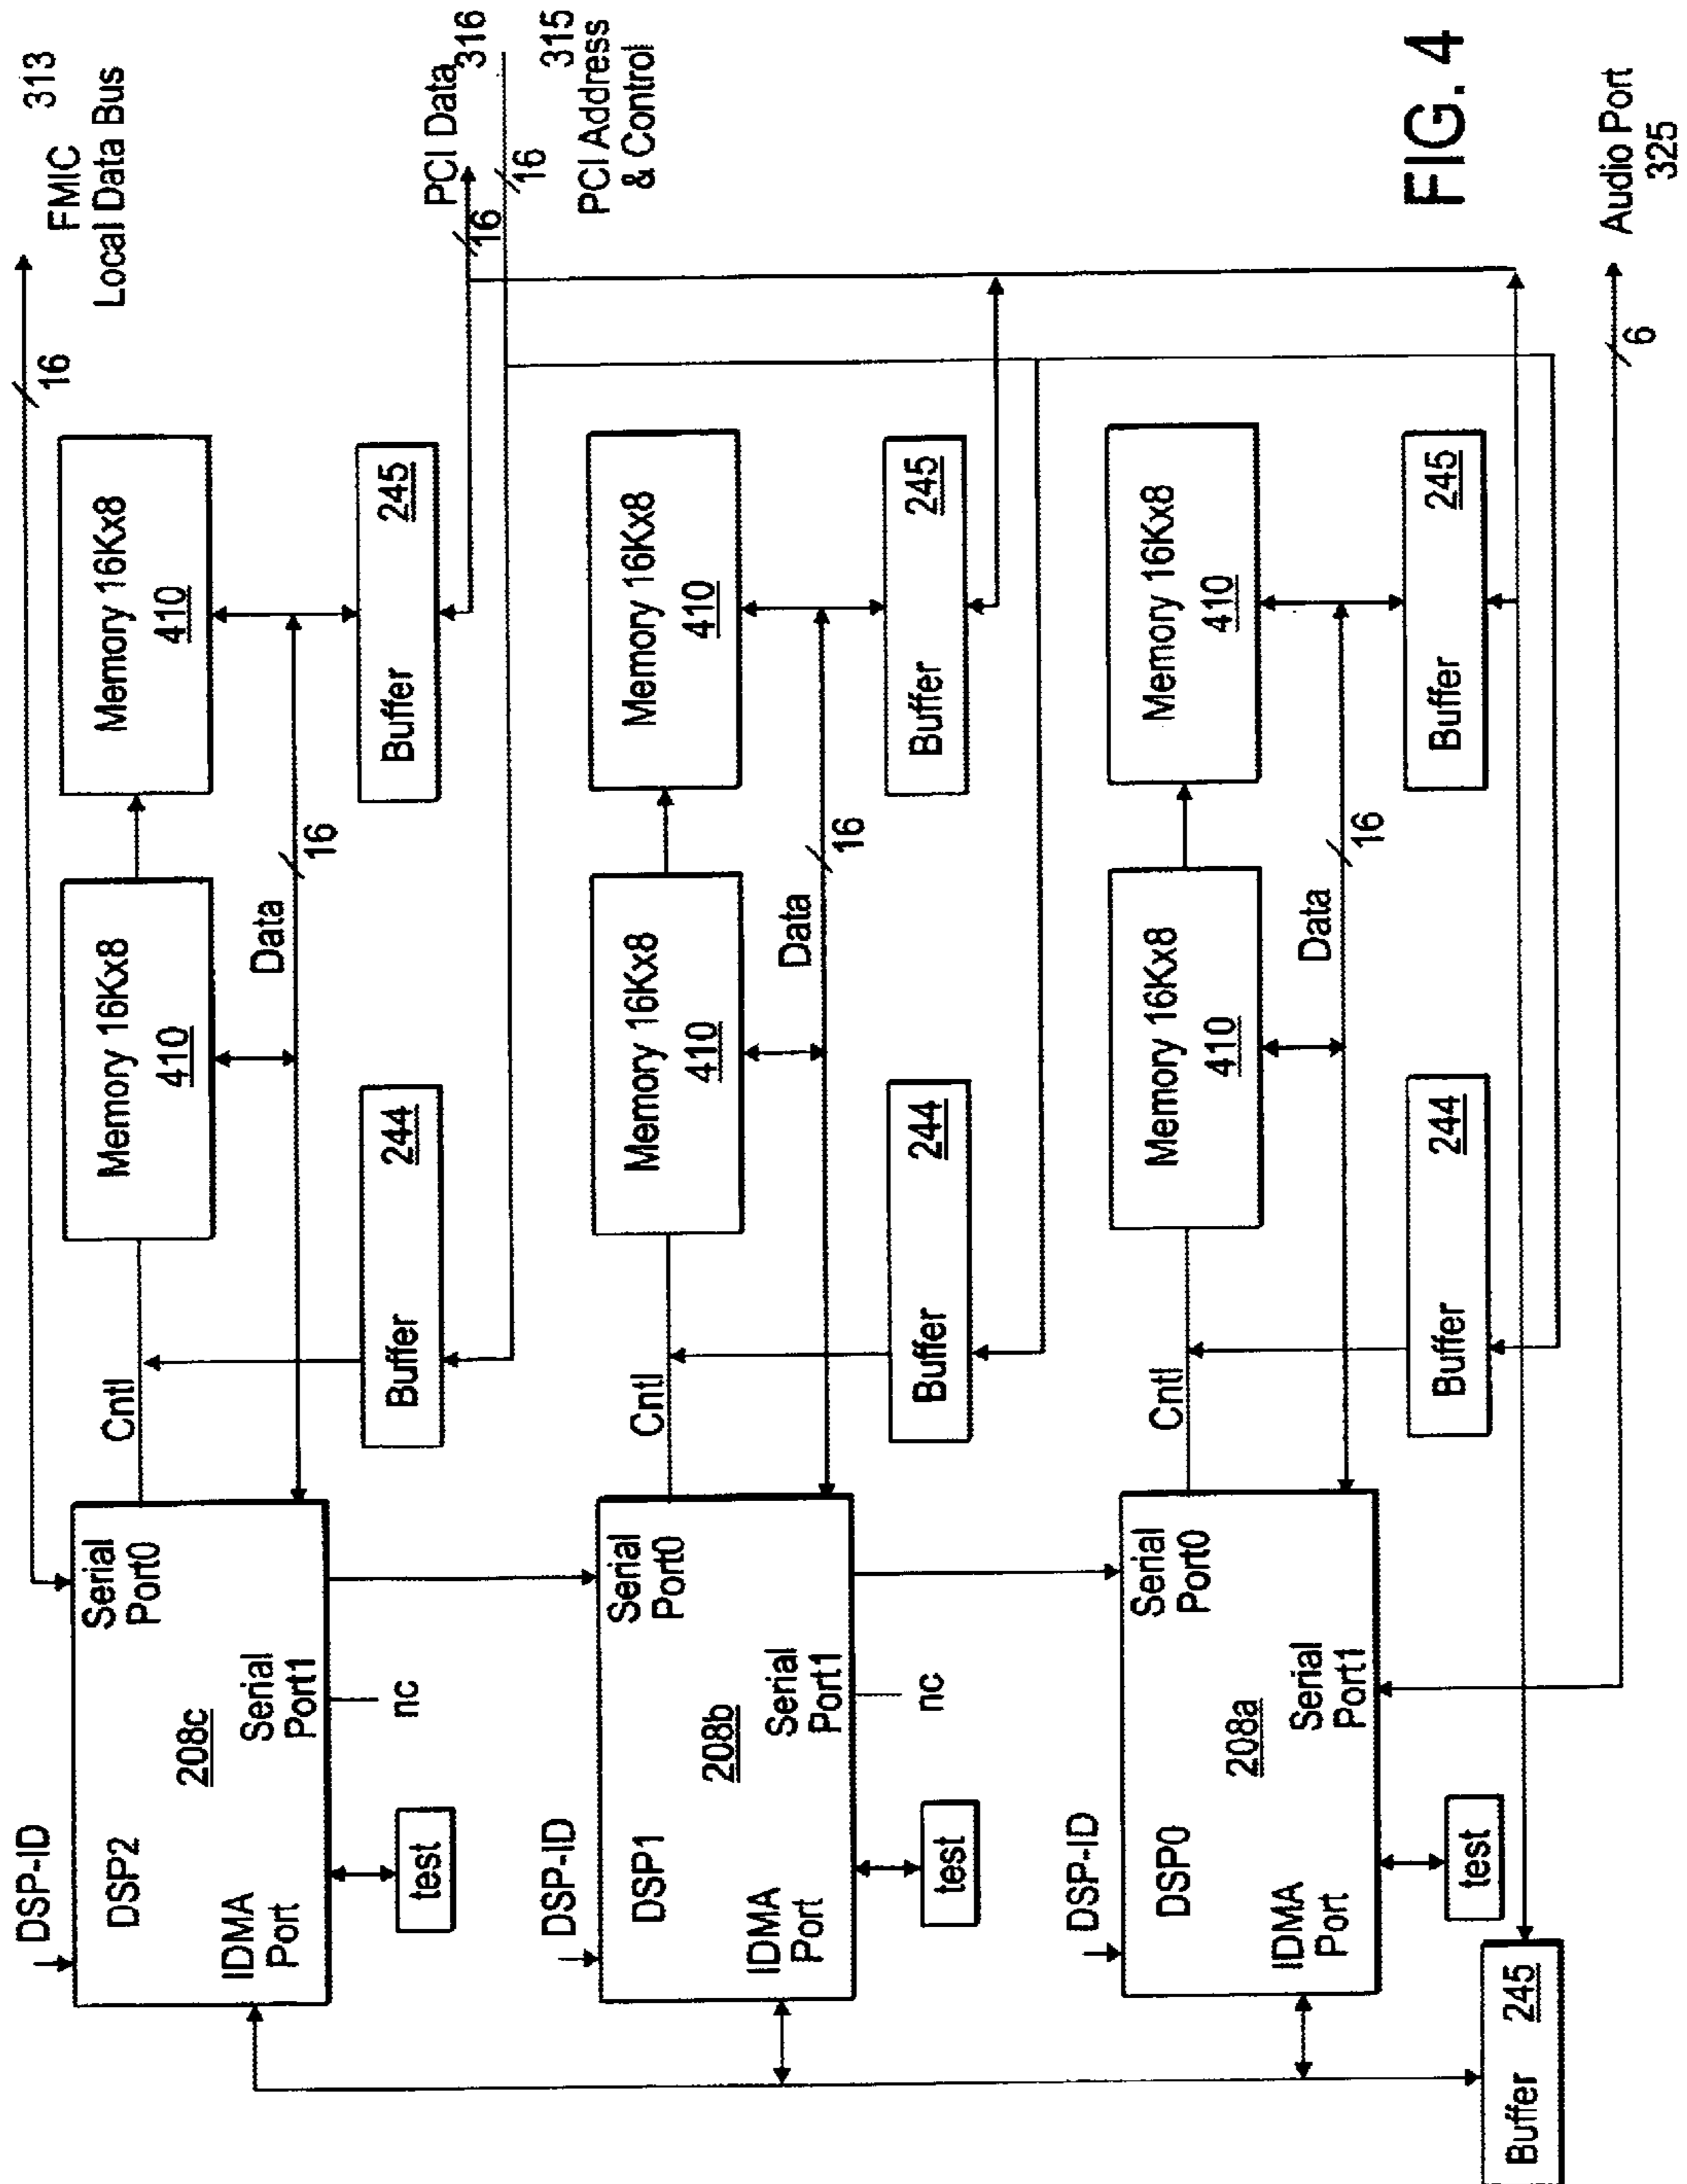 313
FMIC
Local Data Bus
16
DSP-ID
DSP2
208c
Serial
Port0
Serial
Port1
IDMA
Port
nc
test
Cntl
Memory 16Kx8
410
Memory 16Kx8
410
Data
16
Buffer 244
Buffer 245
PCI Data 316
16
16
315
PCI Address
& Control
DSP-ID
DSP1
208b
Serial
Port0
Serial
Port1
IDMA
Port
nc
test
Cntl
Memory 16Kx8
410
Memory 16Kx8
410
Data
16
Buffer 244
Buffer 245
DSP-ID
DSP0
208a
Serial
Port0
Serial
Port1
IDMA
Port
test
Cntl
Memory 16Kx8
410
Memory 16Kx8
410
Data
16
Buffer 244
Buffer 245
Buffer 245
6
Audio Port
325
FIG. 4